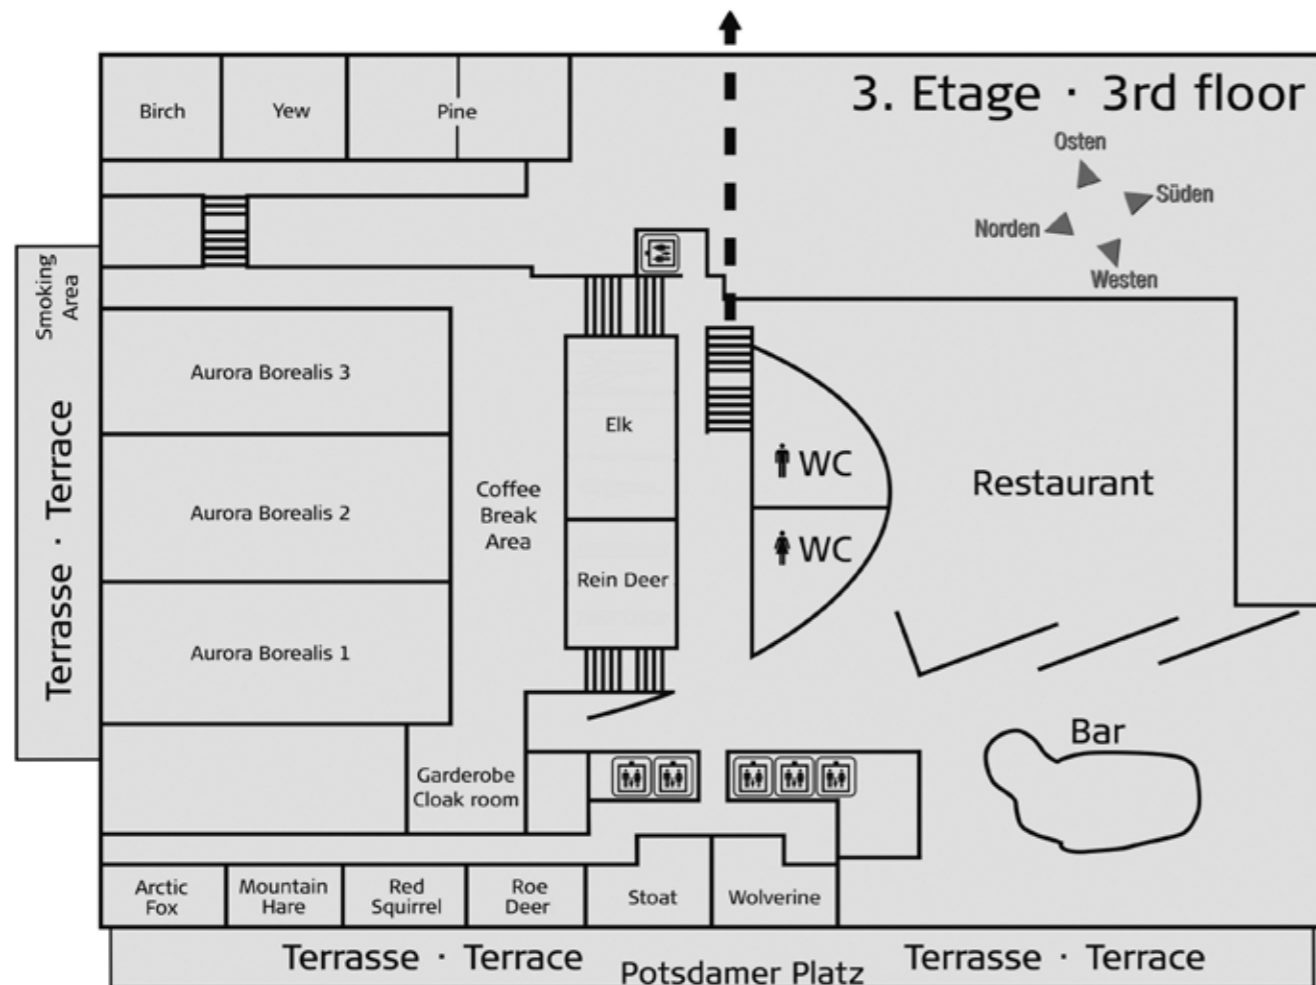 3. Etage · 3rd floor
Birch
Yew
Pine
Osten
Süden
Norden
Westen
Smoking
Area
Terrasse · Terrace
Aurora Borealis 3
Aurora Borealis 2
Aurora Borealis 1
Coffee
Break
Area
Elk
Rein Deer
WC
WC
Restaurant
Bar
Garderobe
Cloak room
Arctic
Fox
Mountain
Hare
Red
Squirrel
Roe
Deer
Stoat
Wolverine
Terrasse · Terrace
Potsdamer Platz
Terrasse · Terrace